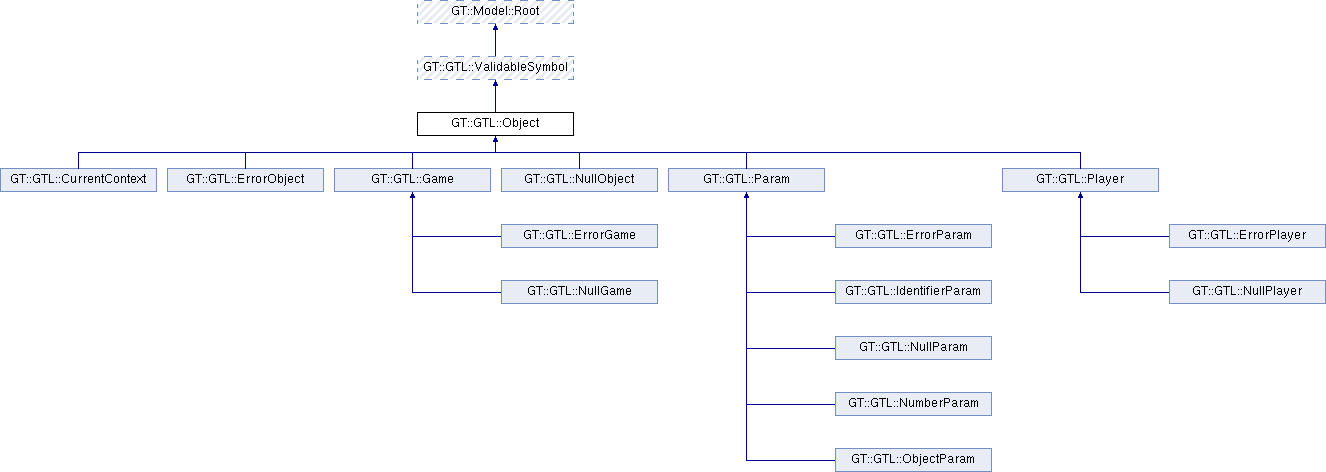 GT::Model::Root
GT::GTL::ValidableSymbol
GT::GTL::Object
GT::GTL::CurrentContext
GT::GTL::ErrorObject
GT::GTL::Game
GT::GTL::NullObject
GT::GTL::Param
GT::GTL::Player
GT::GTL::ErrorGame
GT::GTL::ErrorParam
GT::GTL::ErrorPlayer
GT::GTL::NullGame
GT::GTL::IdentifierParam
GT::GTL::NullPlayer
GT::GTL::NullParam
GT::GTL::NumberParam
GT::GTL::ObjectParam